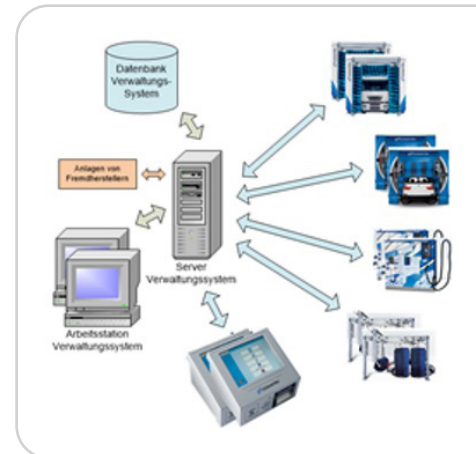 Datenbank
Verwaltungs-
System
Anlagen von
Fremdherstellern
Server
Verwaltungssystem
Arbeitsstation
Verwaltungssystem